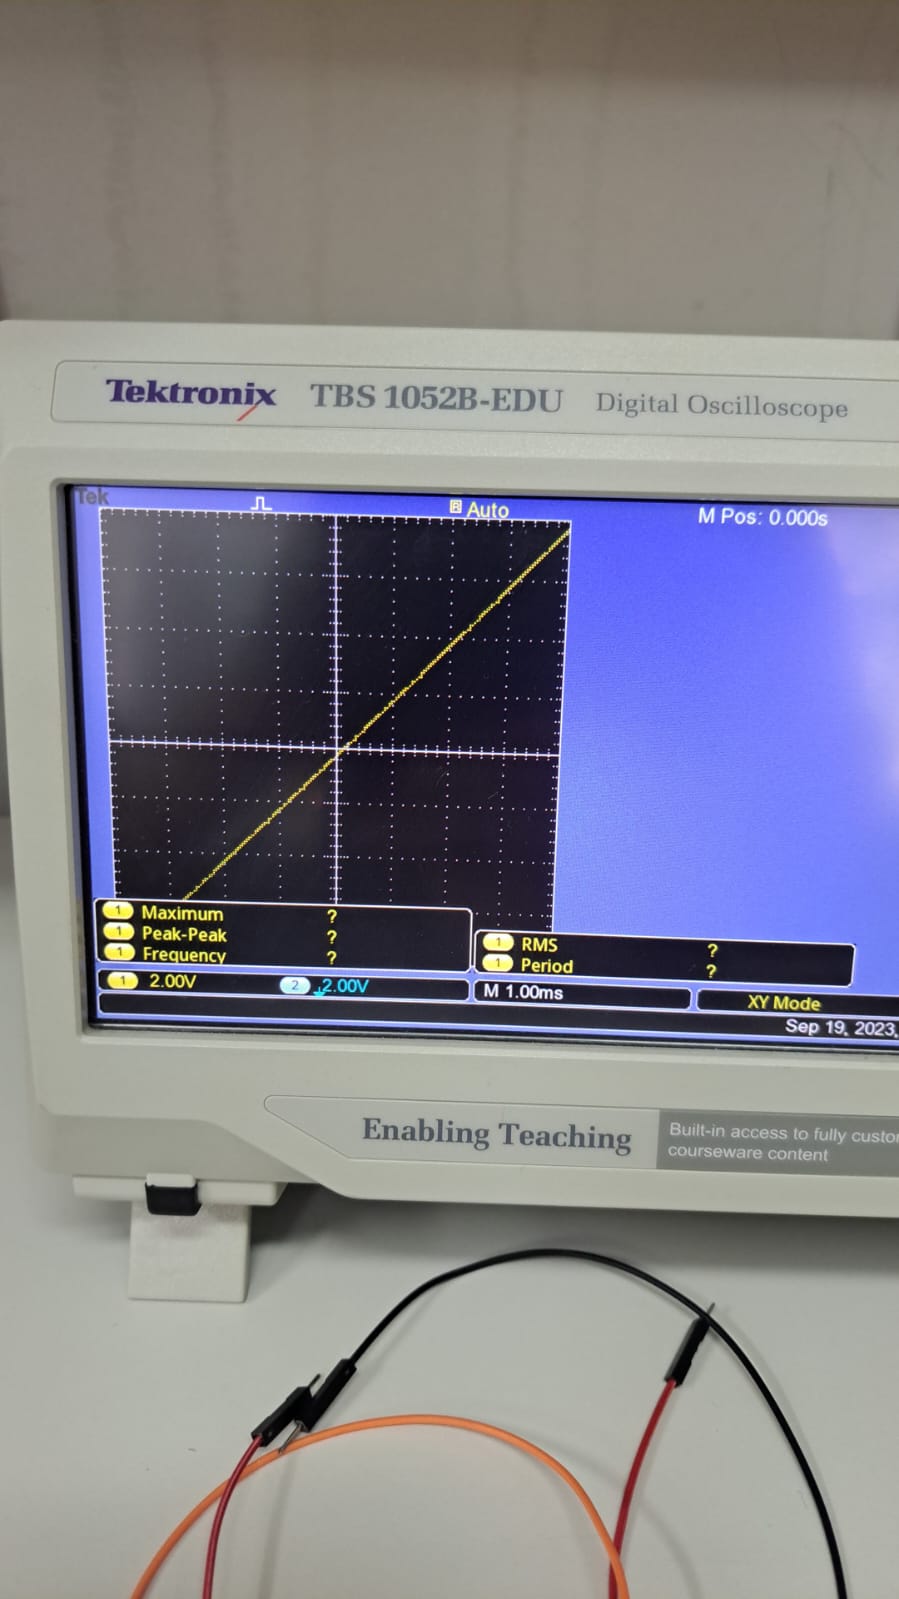 Tektronix TBS 1052B-EDU Digital Oscilloscope
Tek Auto M Pos: 0.000s
1 Maximum ?
1 Peak-Peak ?
1 Frequency ?
1 RMS ?
1 Period ?
1 2.00V 2 2.00V M 1.00ms XY Mode
Sep 19, 2023,
Enabling Teaching
Built-in access to fully custo
courseware content